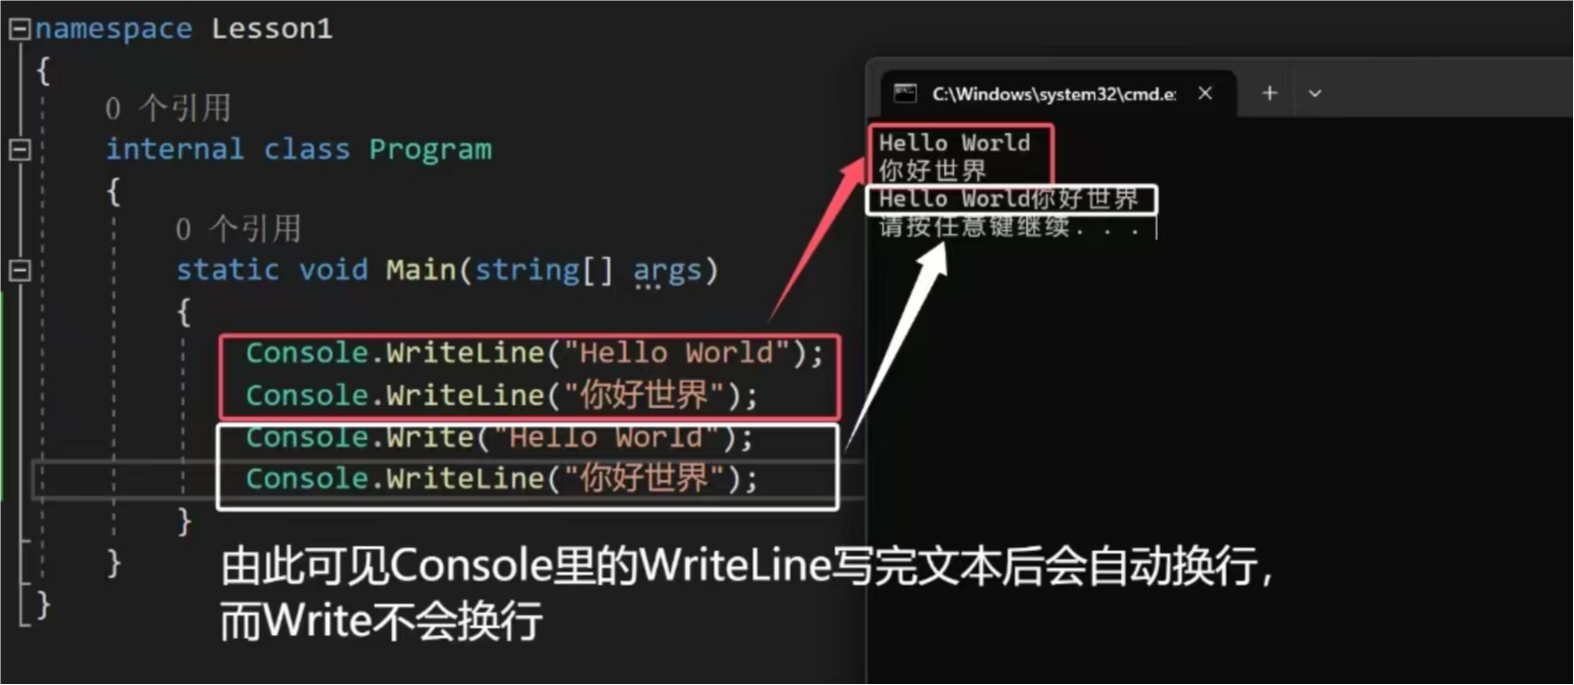 namespace Lesson1
{
0 个引用
internal class Program
{
0 个引用
static void Main(string[] args)
{
Console.WriteLine("Hello World");
Console.WriteLine("你好世界");
Console.Write("Hello World");
Console.WriteLine("你好世界");
}
}
}
C:\Windows\system32\cmd.e:
Hello World
你好世界
Hello World你好世界
请按任意键继续. . .
由此可见Console里的WriteLine写完文本后会自动换行，
而Write不会换行